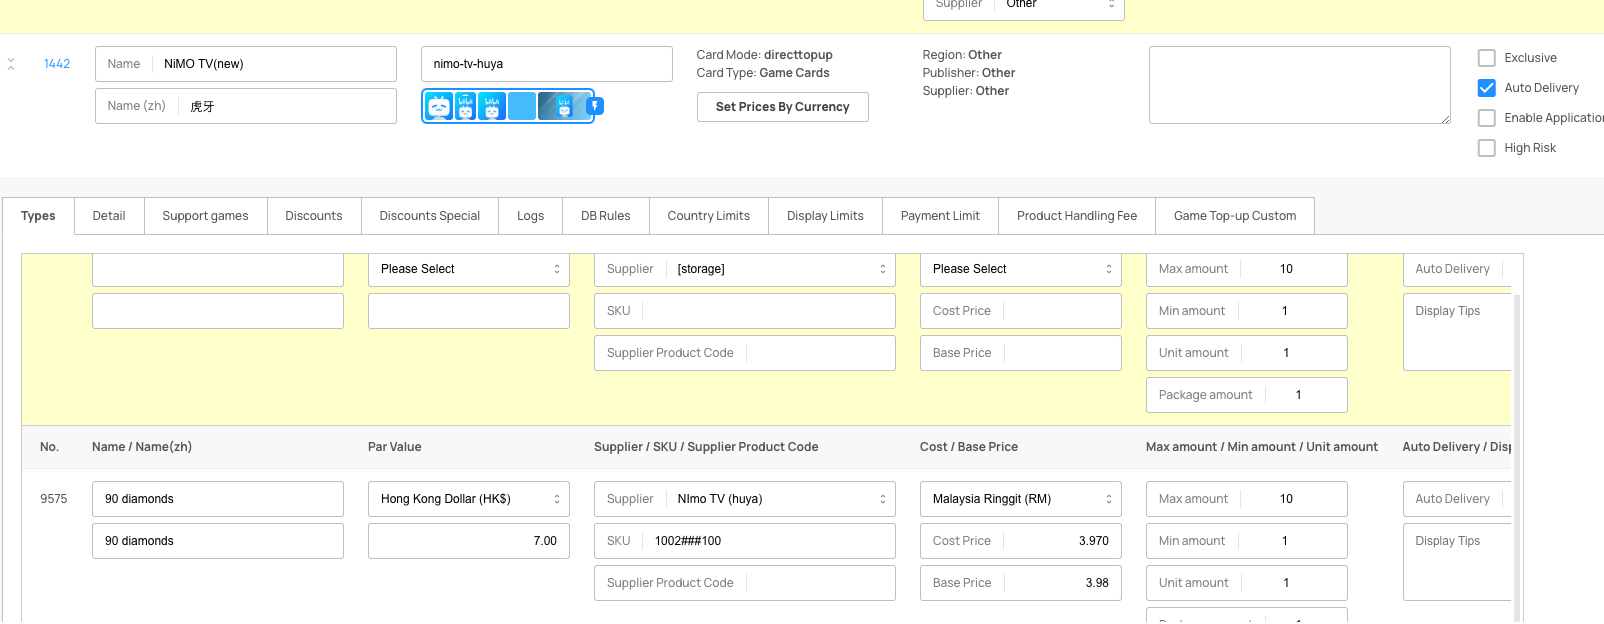 Supplier Other
1442
Name NiMO TV(new)
nimo-tv-huya
Card Mode: directtopup
Card Type: Game Cards
Region: Other
Publisher: Other
Supplier: Other
Exclusive
Auto Delivery
Enable Application
High Risk
Name (zh) 虎牙
Set Prices By Currency
Types Detail Support games Discounts Discounts Special Logs DB Rules Country Limits Display Limits Payment Limit Product Handling Fee Game Top-up Custom
Please Select Supplier [storage] Please Select Max amount 10 Auto Delivery
SKU Cost Price Min amount 1 Display Tips
Supplier Product Code Base Price Unit amount 1
Package amount 1
No. Name / Name(zh) Par Value Supplier / SKU / Supplier Product Code Cost / Base Price Max amount / Min amount / Unit amount Auto Delivery / Disp
9575 90 diamonds Hong Kong Dollar (HK$) Supplier NImo TV (huya) Malaysia Ringgit (RM) Max amount 10 Auto Delivery
90 diamonds 7.00 SKU 1002###100 Cost Price 3.970 Min amount 1 Display Tips
Supplier Product Code Base Price 3.98 Unit amount 1